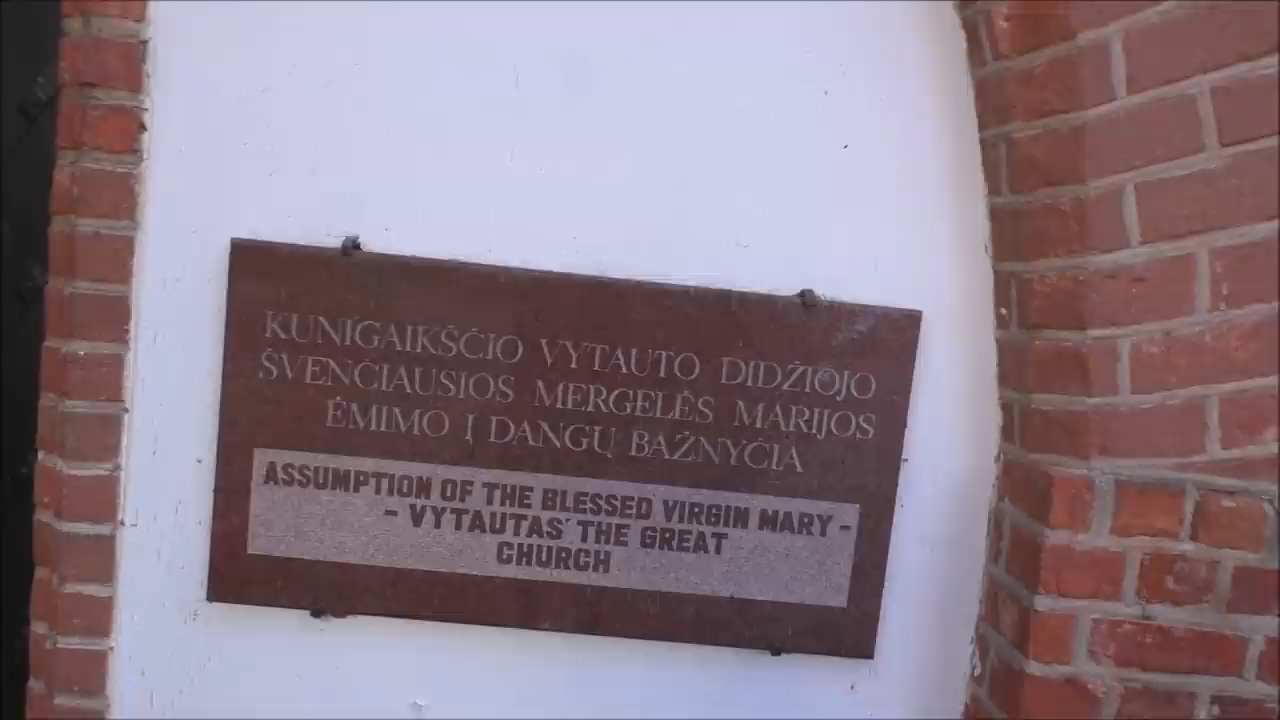 KUNIGAIKŠČIO VYTAUTO DIDŽIOJO
ŠVENČIAUSIOS MERGELĖS MARIJOS
ĖMIMO Į DANGŲ BAŽNYČIA
ASSUMPTION OF THE BLESSED VIRGIN MARY -
- VYTAUTAS' THE GREAT
CHURCH